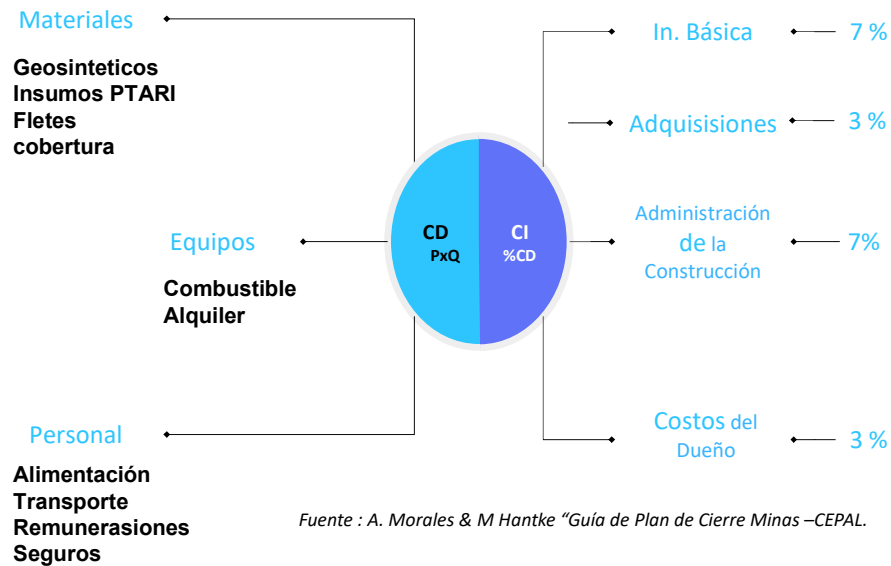 Materiales
Geosinteticos
Insumos PTARI
Fletes
cobertura
Equipos
Combustible
Alquiler
Personal
Alimentación
Transporte
Remunerasiones
Seguros
CD
PxQ
CI
%CD
In. Básica
7 %
Adquisisiones
3 %
Administración
de la
Construcción
7%
Costos del
Dueño
3 %
Fuente : A. Morales & M Hantke “Guía de Plan de Cierre Minas –CEPAL.